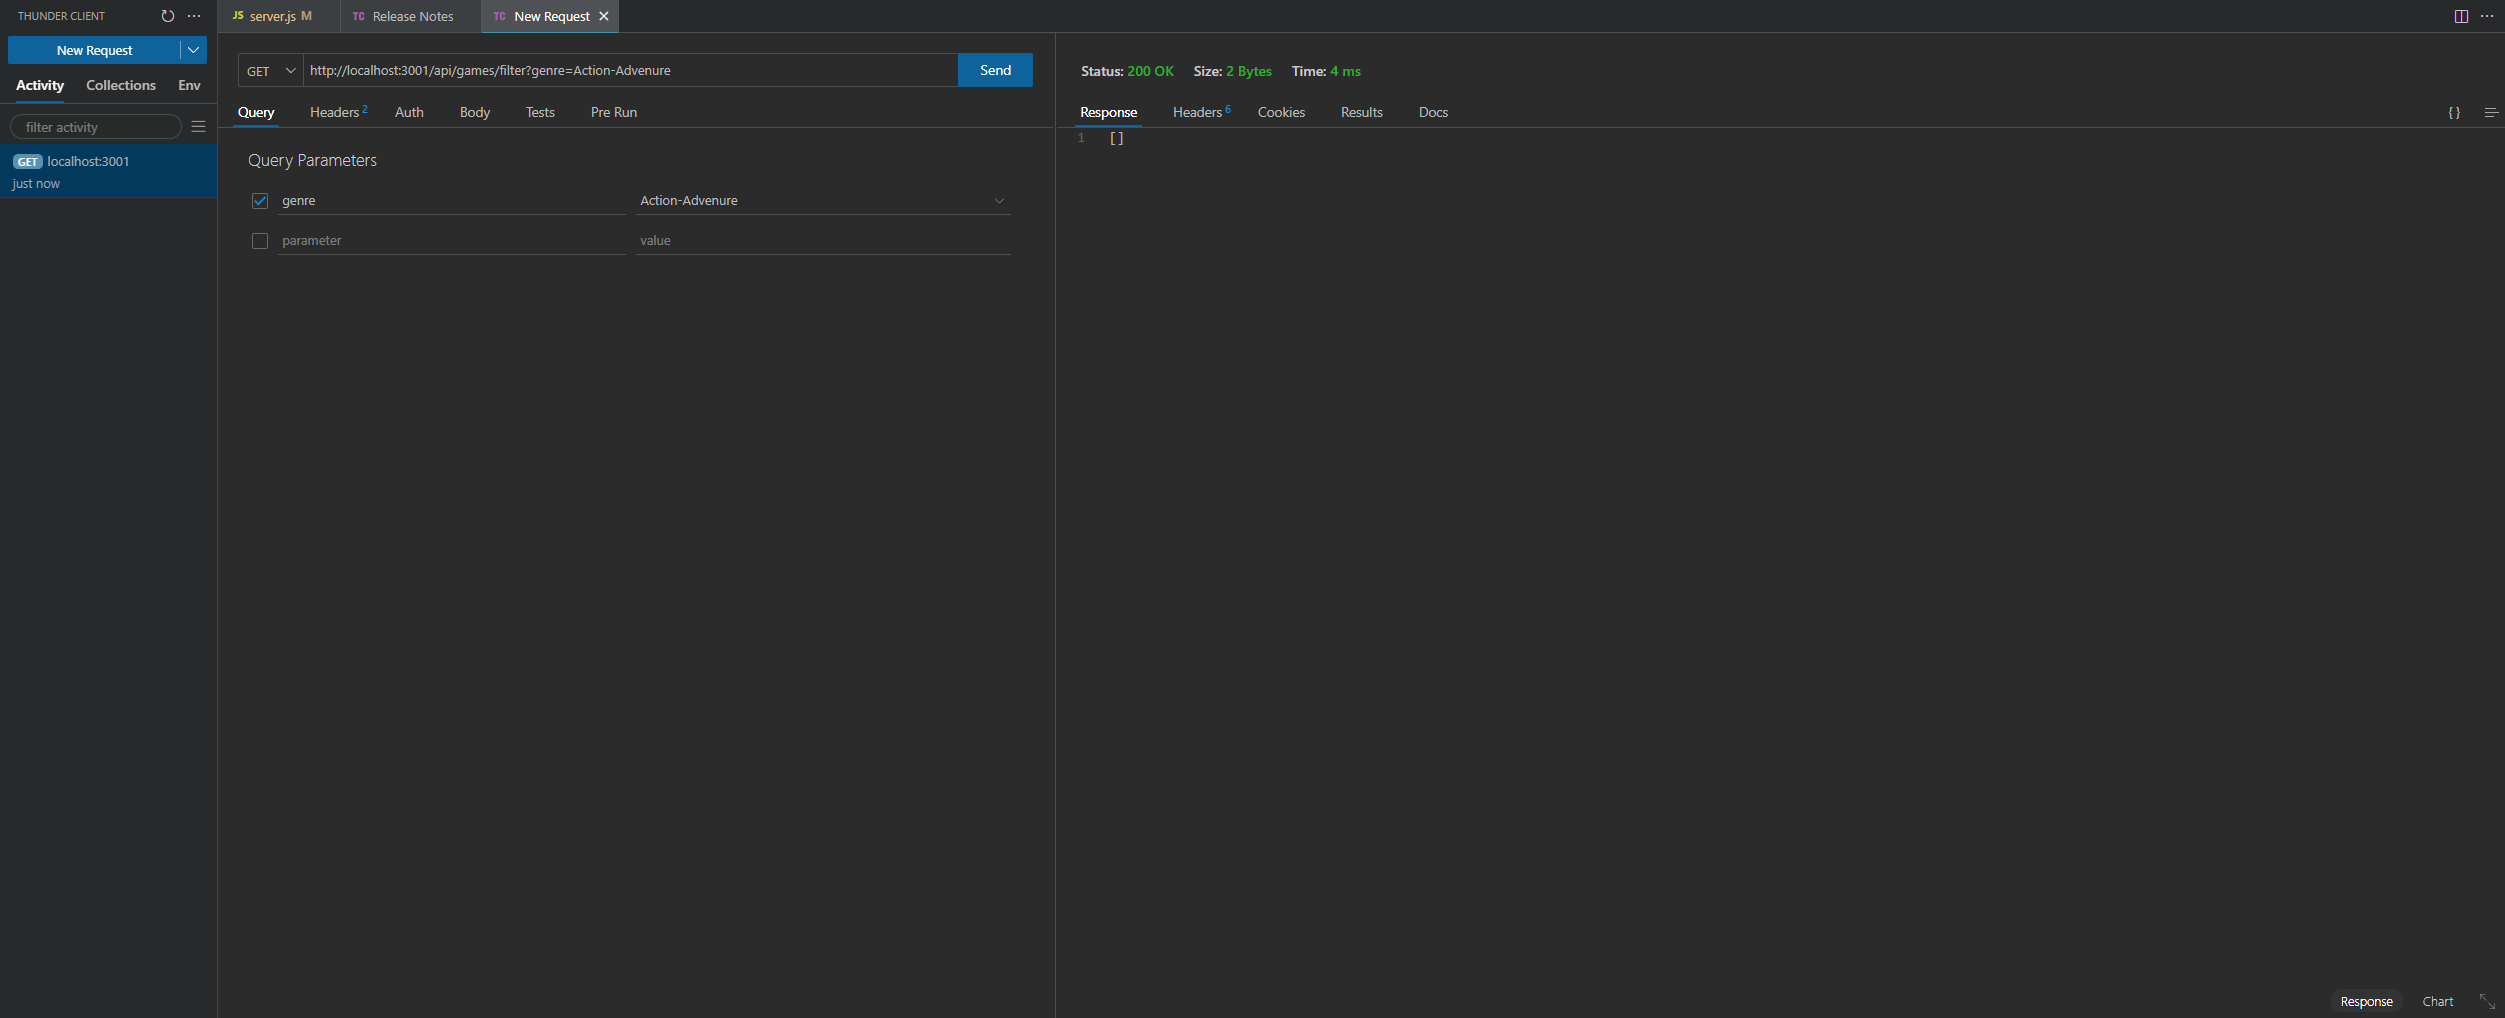 THUNDER CLIENT
New Request
Activity Collections Env
filter activity
GET localhost:3001
just now
JS server.js M
TC Release Notes
TC New Request
GET http://localhost:3001/api/games/filter?genre=Action-Advenure Send
Query Headers 2 Auth Body Tests Pre Run
Query Parameters
genre Action-Advenure
parameter value
Status: 200 OK Size: 2 Bytes Time: 4 ms
Response Headers 6 Cookies Results Docs { }
1 []
Response Chart